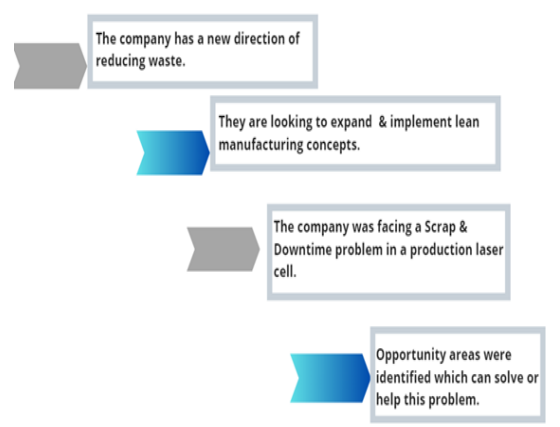 The company has a new direction of
reducing waste.
They are looking to expand & implement lean
manufacturing concepts.
The company was facing a Scrap &
Downtime problem in a production laser
cell.
Opportunity areas were
identified which can solve or
help this problem.